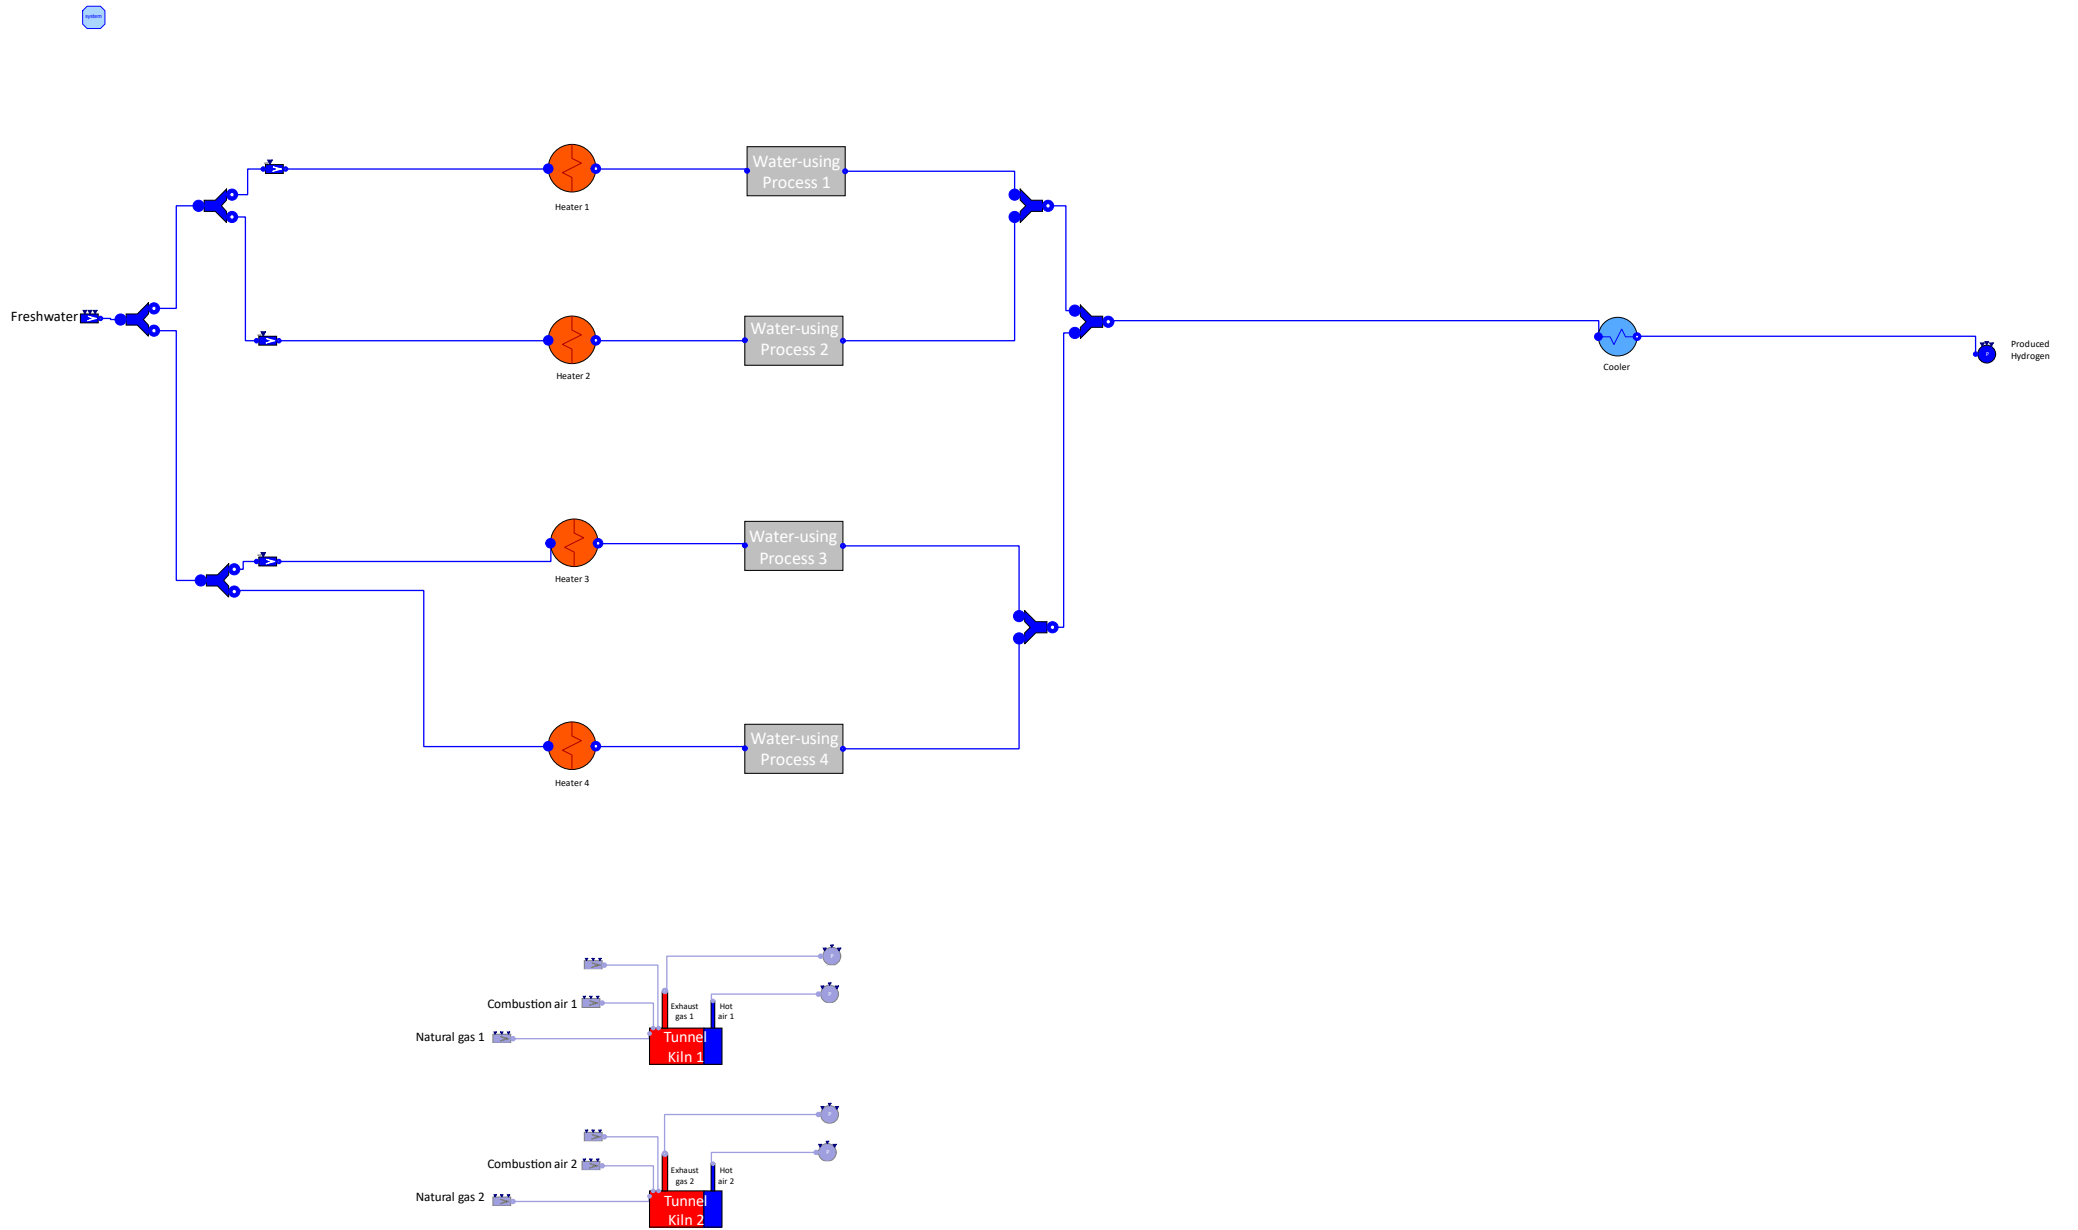 system
Water-using
Process 1
Heater 1
Freshwater
Water-using
Process 2
Heater 2
Produced
Hydrogen
Cooler
Water-using
Process 3
Heater 3
Water-using
Process 4
Heater 4
P
Combustion air 1
P
Exhaust
gas 1
Hot
air 1
Natural gas 1
Tunnel
Kiln 1
Combustion air 2
Exhaust
gas 2
Hot
air 2
Natural gas 2
Tunnel
Kiln 2